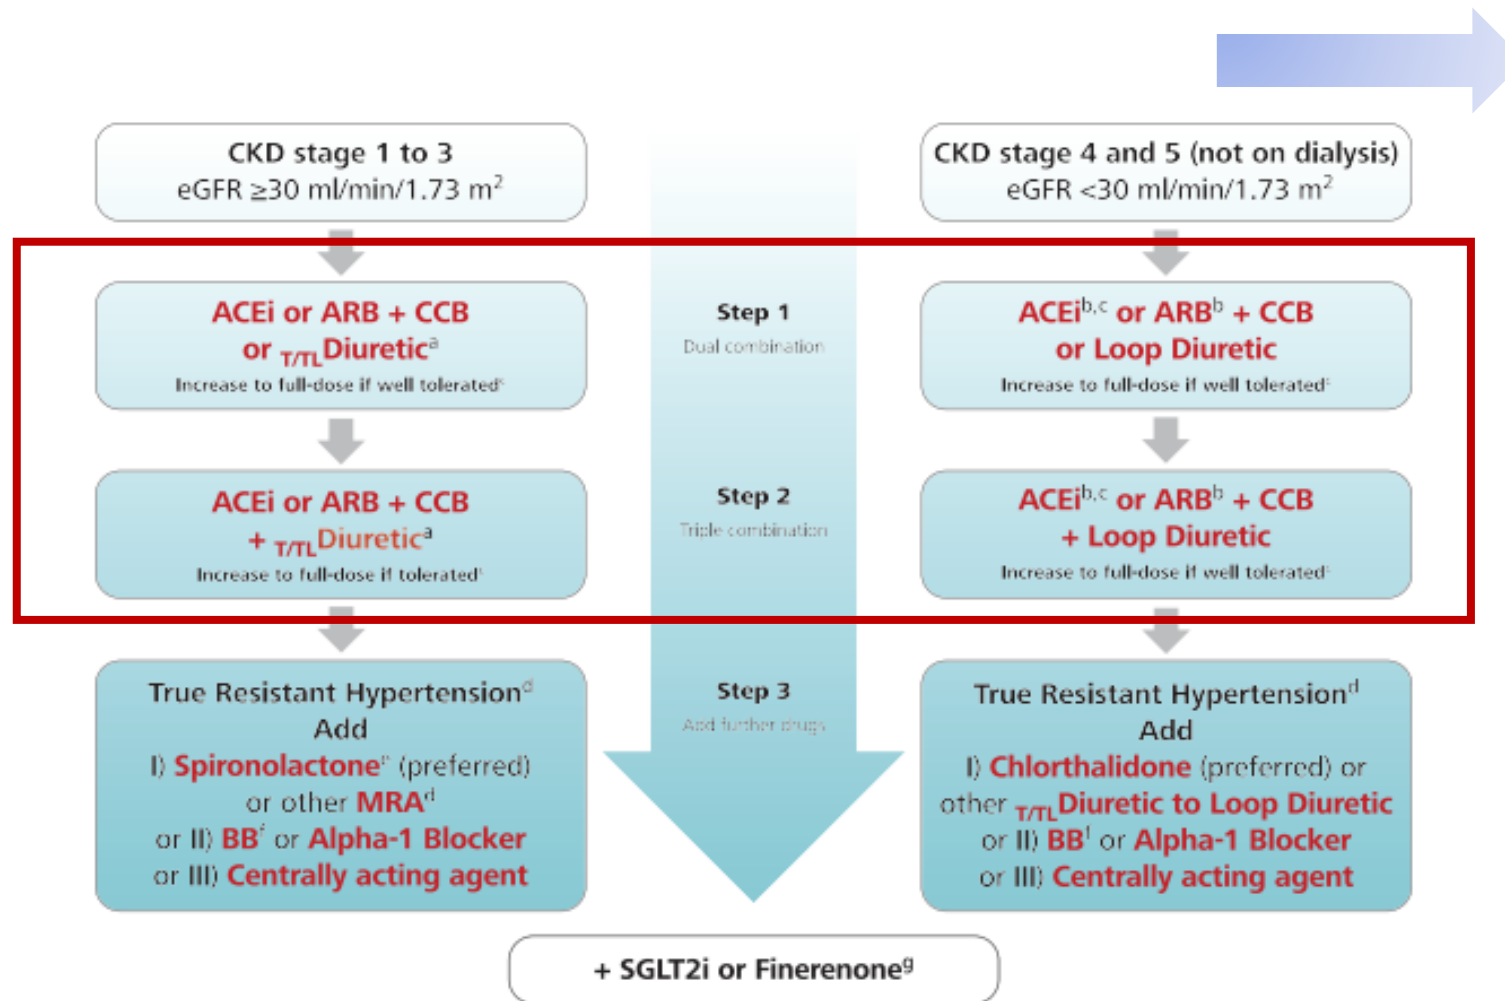 CKD stage 1 to 3
eGFR ≥30 ml/min/1.73 m²
ACEi or ARB + CCB
or T/TLDiureticᵃ
Increase to full-dose if well toleratedᶜ
ACEi or ARB + CCB
+ T/TLDiureticᵃ
Increase to full-dose if toleratedᶜ
True Resistant Hypertensionᵈ
Add
I) Spironolactoneᵉ (preferred)
or other MRAᵈ
or II) BBᶠ or Alpha-1 Blocker
or III) Centrally acting agent
Step 1
Dual combination
Step 2
Triple combination
Step 3
Add further drugs
CKD stage 4 and 5 (not on dialysis)
eGFR <30 ml/min/1.73 m²
ACEiᵇ,ᶜ or ARBᵇ + CCB
or Loop Diuretic
Increase to full-dose if well toleratedᶜ
ACEiᵇ,ᶜ or ARBᵇ + CCB
+ Loop Diuretic
Increase to full-dose if well toleratedᶜ
True Resistant Hypertensionᵈ
Add
I) Chlorthalidone (preferred) or
other T/TLDiuretic to Loop Diuretic
or II) BBᶠ or Alpha-1 Blocker
or III) Centrally acting agent
+ SGLT2i or Finerenoneᵍ